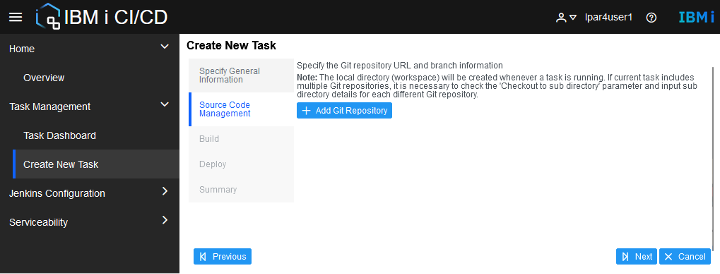 IBM i CI/CD
lpar4user1
IBM i
Home
Overview
Task Management
Task Dashboard
Create New Task
Jenkins Configuration
Serviceability
Create New Task
Specify General
Information
Source Code
Management
Build
Deploy
Summary
Specify the Git repository URL and branch information
Note: The local directory (workspace) will be created whenever a task is running. If current task includes
multiple Git repositories, it is necessary to check the 'Checkout to sub directory' parameter and input sub
directory details for each different Git repository.
+ Add Git Repository
Previous
Next
Cancel